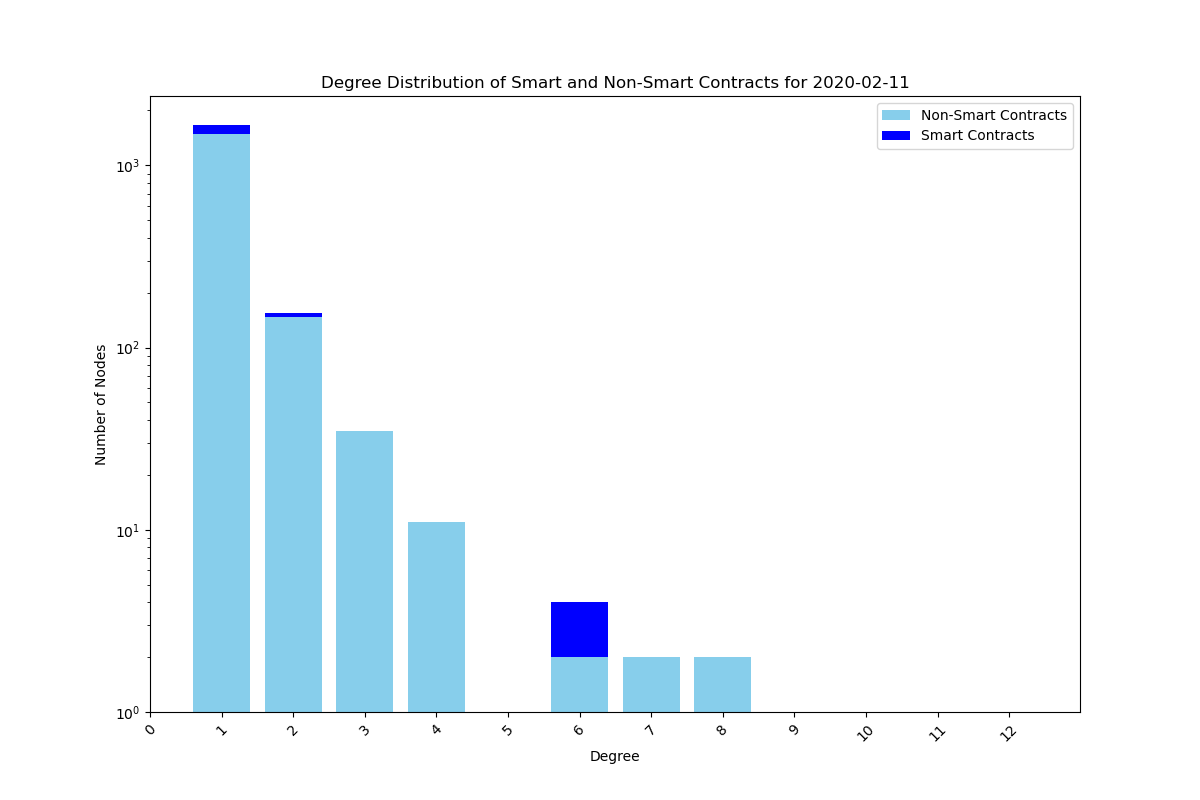 Degree Distribution of Smart and Non-Smart Contracts for 2020-02-11
Non-Smart Contracts
Smart Contracts
Number of Nodes
10³
10²
10¹
10⁰
0 1 2 3 4 5 6 7 8 9 10 11 12
Degree